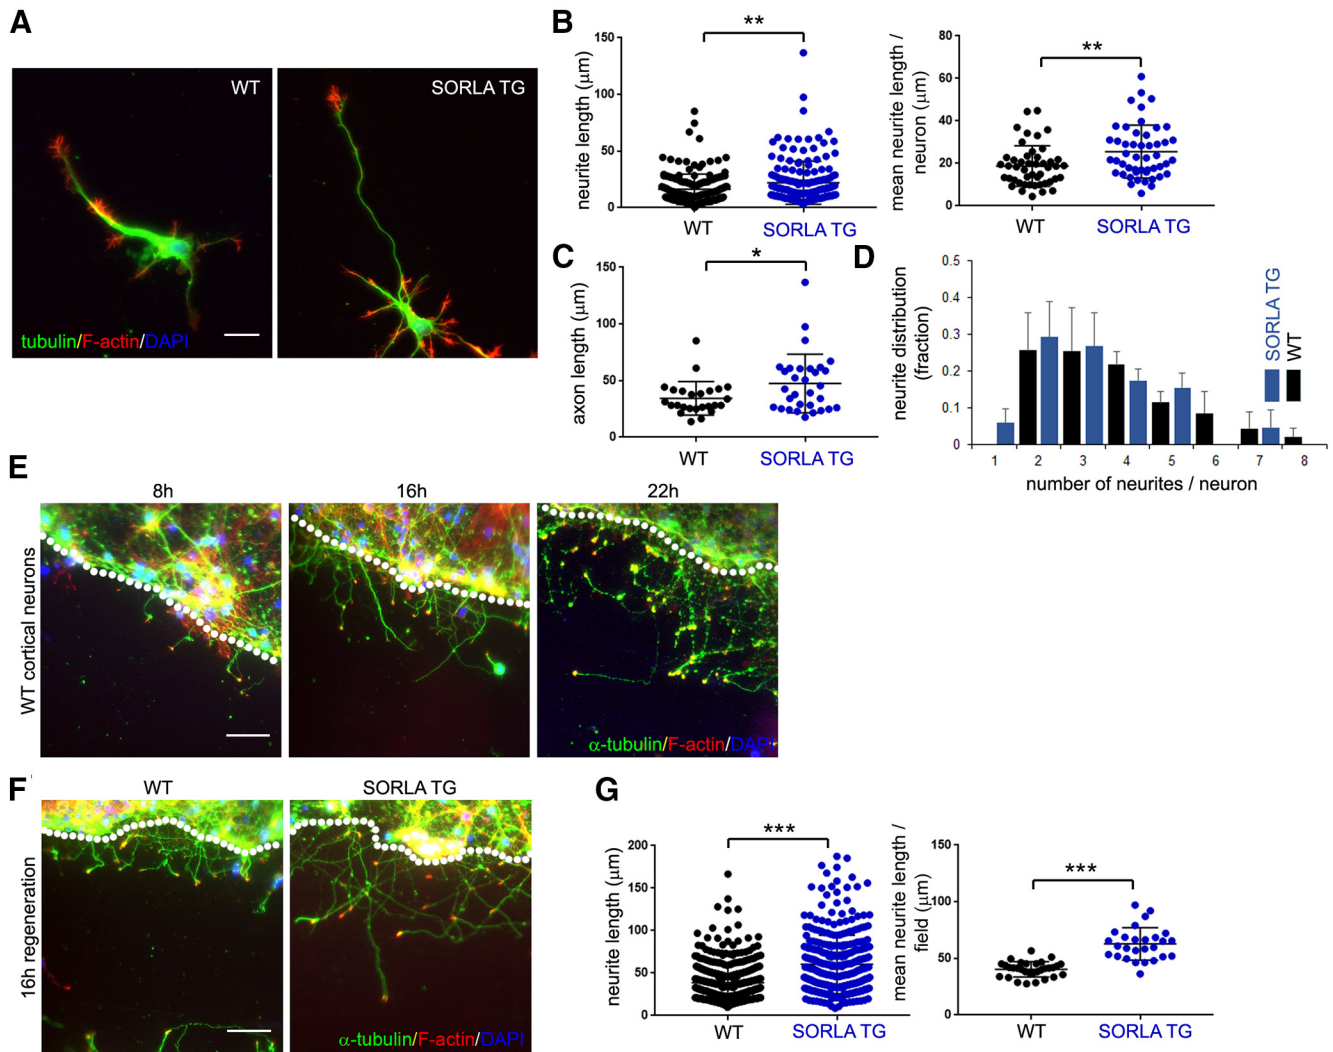 A
WT
SORLA TG
tubulin/F-actin/DAPI
B
**
neurite length (μm)
150
100
50
0
WT
SORLA TG
**
mean neurite length /
neuron (μm)
80
60
40
20
0
WT
SORLA TG
C
*
axon length (μm)
150
100
50
0
WT
SORLA TG
D
neurite distribution
(fraction)
0.5
0.4
0.3
0.2
0.1
0
1 2 3 4 5 6 7 8
number of neurites / neuron
SORLA TG
WT
E
8h
16h
22h
WT cortical neurons
α-tubulin/F-actin/DAPI
F
WT
SORLA TG
16h regeneration
α-tubulin/F-actin/DAPI
G
***
neurite length (μm)
200
150
100
50
0
WT
SORLA TG
***
mean neurite length /
field (μm)
150
100
50
0
WT
SORLA TG